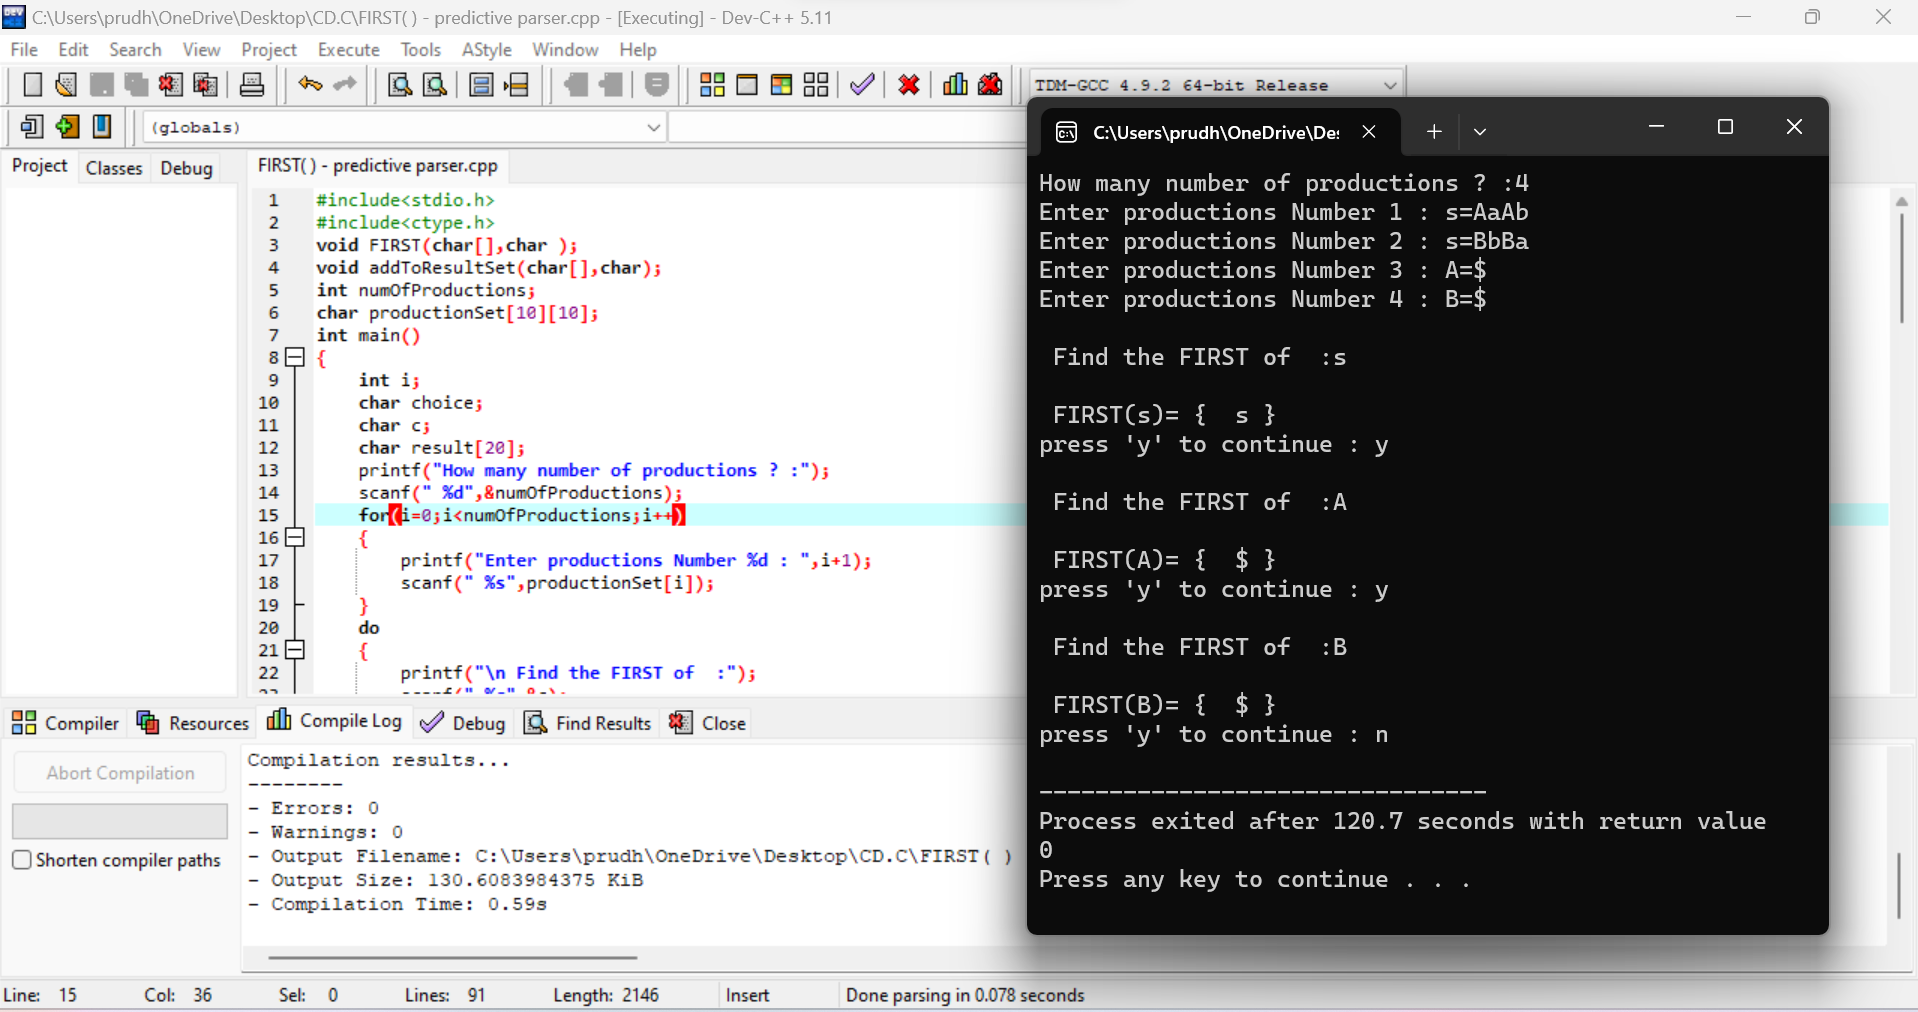 C:\Users\prudh\OneDrive\Desktop\CD.C\FIRST( ) - predictive parser.cpp - [Executing] - Dev-C++ 5.11
File Edit Search View Project Execute Tools AStyle Window Help
TDM-GCC 4.9.2 64-bit Release
(globals)
Project Classes Debug
FIRST( ) - predictive parser.cpp
1 #include<stdio.h>
2 #include<ctype.h>
3 void FIRST(char[],char );
4 void addToResultSet(char[],char);
5 int numOfProductions;
6 char productionSet[10][10];
7 int main()
8 {
9 int i;
10 char choice;
11 char c;
12 char result[20];
13 printf("How many number of productions ? :");
14 scanf(" %d",&numOfProductions);
15 for(i=0;i<numOfProductions;i++)
16 {
17 printf("Enter productions Number %d : ",i+1);
18 scanf(" %s",productionSet[i]);
19 }
20 do
21 {
22 printf("\n Find the FIRST of  :");
C:\Users\prudh\OneDrive\De
How many number of productions ? :4
Enter productions Number 1 : s=AaAb
Enter productions Number 2 : s=BbBa
Enter productions Number 3 : A=$
Enter productions Number 4 : B=$
Find the FIRST of  :s
FIRST(s)= {  s }
press 'y' to continue : y
Find the FIRST of  :A
FIRST(A)= {  $ }
press 'y' to continue : y
Find the FIRST of  :B
FIRST(B)= {  $ }
press 'y' to continue : n
--------------------------------
Process exited after 120.7 seconds with return value
0
Press any key to continue . . .
Compiler Resources Compile Log Debug Find Results Close
Abort Compilation
Shorten compiler paths
Compilation results...
--------
- Errors: 0
- Warnings: 0
- Output Filename: C:\Users\prudh\OneDrive\Desktop\CD.C\FIRST( )
- Output Size: 130.6083984375 KiB
- Compilation Time: 0.59s
Line: 15 Col: 36 Sel: 0 Lines: 91 Length: 2146 Insert Done parsing in 0.078 seconds